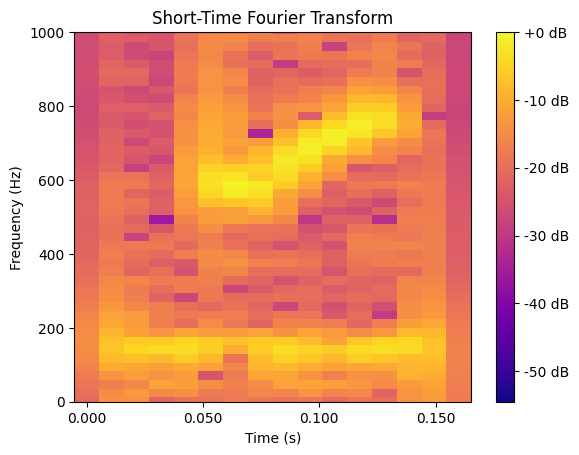 Short-Time Fourier Transform
1000
800
600
400
200
0
Frequency (Hz)
0.000
0.050
0.100
0.150
Time (s)
+0 dB
-10 dB
-20 dB
-30 dB
-40 dB
-50 dB